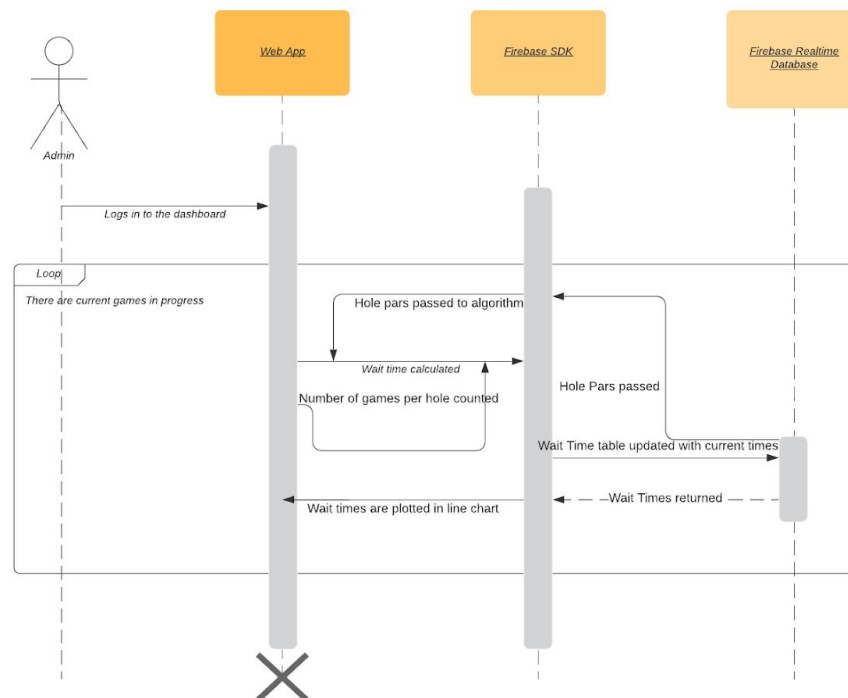 Web App
Firebase SDK
Firebase Realtime
Database
Admin
Logs in to the dashboard
Loop
There are current games in progress
Hole pars passed to algorithm
Wait time calculated
Hole Pars passed
Number of games per hole counted
Wait Time table updated with current times
Wait Times returned
Wait times are plotted in line chart